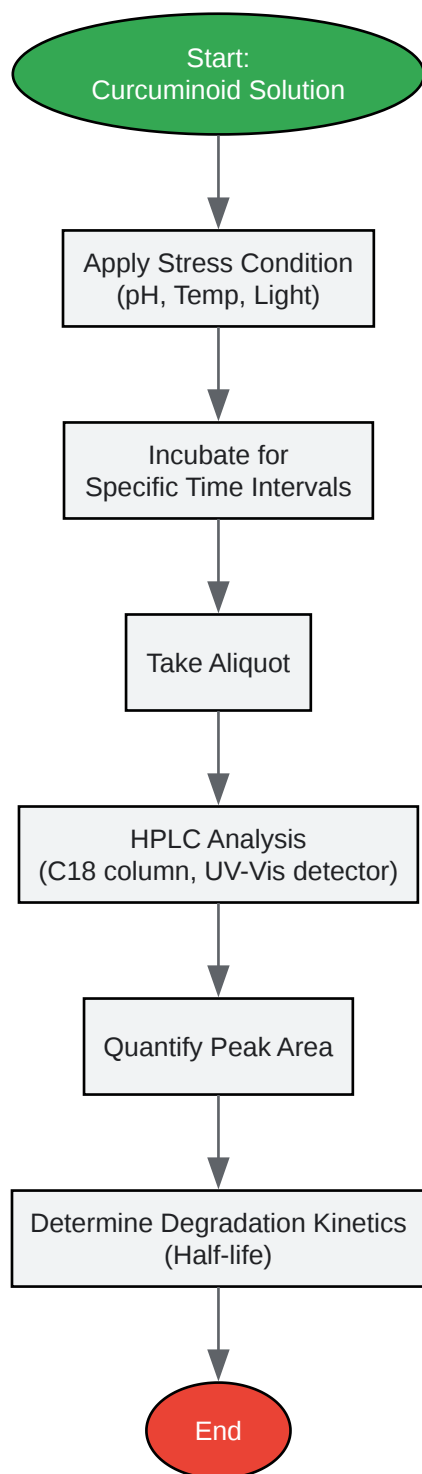 Start:
Curcuminoid Solution
Apply Stress Condition
(pH, Temp, Light)
Incubate for
Specific Time Intervals
Take Aliquot
HPLC Analysis
(C18 column, UV-Vis detector)
Quantify Peak Area
Determine Degradation Kinetics
(Half-life)
End